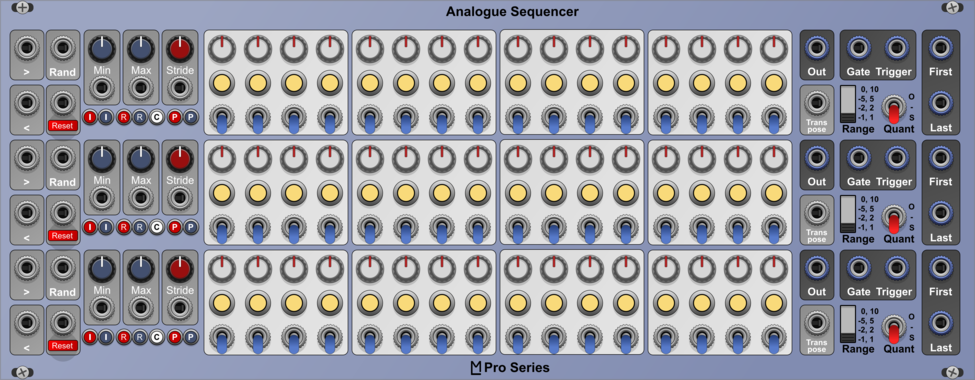 Analogue Sequencer
> Rand Min Max Stride Out Gate Trigger First
< Reset I I R R C P P Trans pose 0, 10 -5, 5 -2, 2 -1, 1 Range O - S Quant Last
> Rand Min Max Stride Out Gate Trigger First
< Reset I I R R C P P Trans pose 0, 10 -5, 5 -2, 2 -1, 1 Range O - S Quant Last
> Rand Min Max Stride Out Gate Trigger First
< Reset I I R R C P P Trans pose 0, 10 -5, 5 -2, 2 -1, 1 Range O - S Quant Last
Pro Series